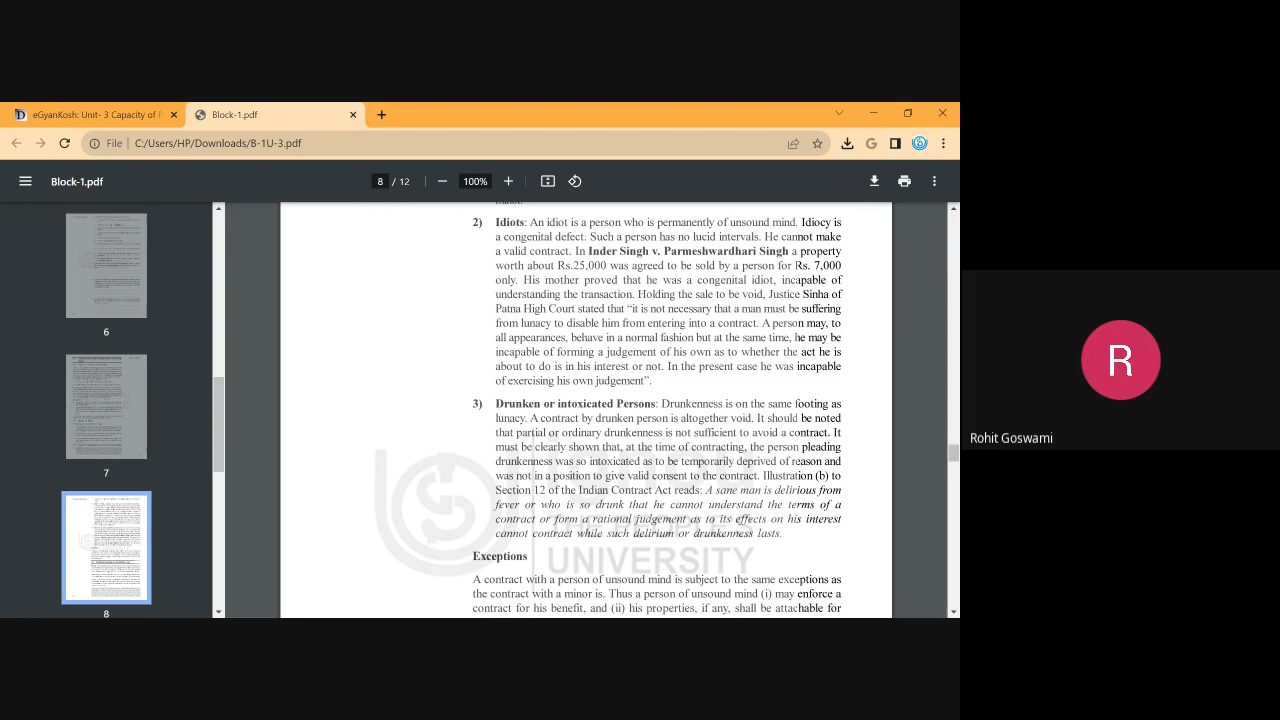 eGyanKosh: Unit- 3 Capacity of
Block-1.pdf
File | C:/Users/HP/Downloads/B-1U-3.pdf
Block-1.pdf
8 / 12
100%
2) Idiots: An idiot is a person who is permanently of unsound mind. Idiocy is
a congenital defect. Such a person has no lucid intervals. He cannot make
a valid contract. In Inder Singh v. Parmeshwardhari Singh a property
worth about Rs.25,000 was agreed to be sold by a person for Rs. 7,000
only. His mother proved that he was a congenital idiot, incapable of
understanding the transaction. Holding the sale to be void, Justice Sinha of
Patna High Court stated that “it is not necessary that a man must be suffering
from lunacy to disable him from entering into a contract. A person may, to
all appearances, behave in a normal fashion but at the same time, he may be
incapable of forming a judgement of his own as to whether the act he is
about to do is in his interest or not. In the present case he was incapable
of exercising his own judgement”.
3) Drunken or intoxicated Persons: Drunkenness is on the same footing as
lunacy. A contract by drunken person is altogether void. It should be noted
that partial or ordinary drunkenness is not sufficient to avoid a contract. It
must be clearly shown that, at the time of contracting, the person pleading
drunkenness was so intoxicated as to be temporarily deprived of reason and
was not in a position to give valid consent to the contract. Illustration (b) to
Section 12 of the Indian Contract Act reads: A sane man is delirious from
fever or who is so drunk that he cannot understand the terms of a
contract or form a rational judgement as to its effects on his interest
cannot contract while such delirium or drunkenness lasts.
Exceptions
A contract with a person of unsound mind is subject to the same exceptions as
the contract with a minor is. Thus a person of unsound mind (i) may enforce a
contract for his benefit, and (ii) his properties, if any, shall be attachable for
THE PEOPLE'S
UNIVERSITY
6
7
8
R
Rohit Goswami